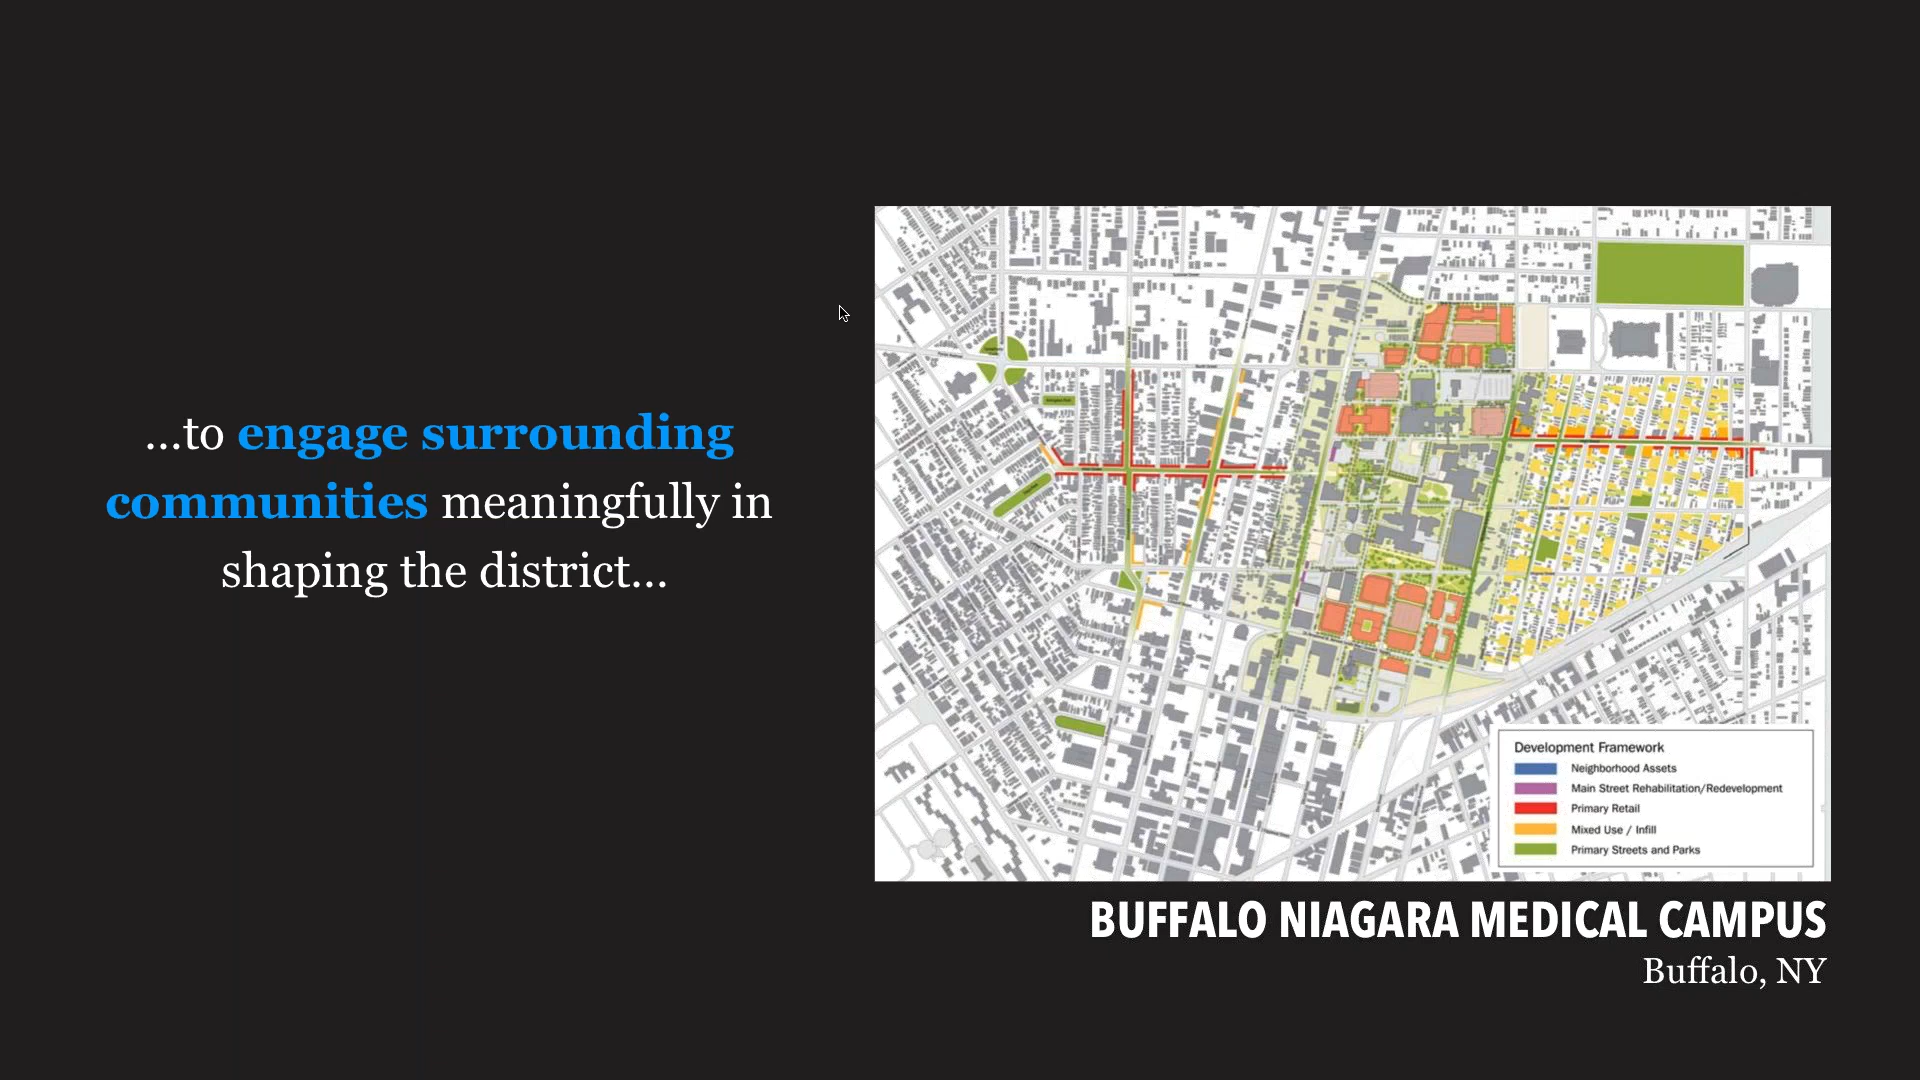 ...to engage surrounding
communities meaningfully in
shaping the district...
Development Framework
Neighborhood Assets
Main Street Rehabilitation/Redevelopment
Primary Retail
Mixed Use / Infill
Primary Streets and Parks
BUFFALO NIAGARA MEDICAL CAMPUS
Buffalo, NY